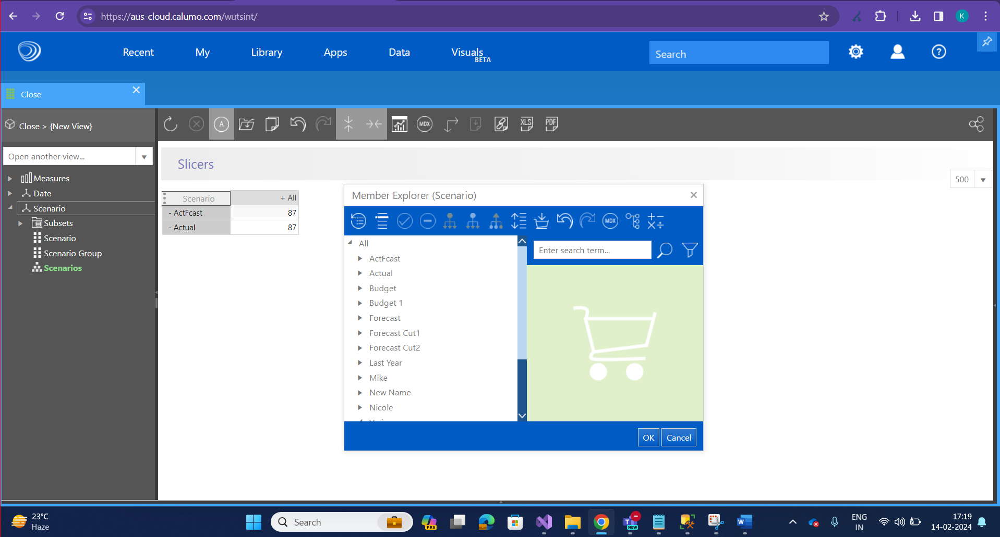 https://aus-cloud.calumo.com/wutsint/
K
Recent
My
Library
Apps
Data
Visuals
BETA
Search
Close
Close > {New View}
A
MDX
XLS
PDF
Open another view...
Measures
Date
Scenario
Subsets
Scenario
Scenario Group
Scenarios
Slicers
500
Scenario
+ All
- ActFcast
87
- Actual
87
Member Explorer (Scenario)
MDX
All
ActFcast
Actual
Budget
Budget 1
Forecast
Forecast Cut1
Forecast Cut2
Last Year
Mike
New Name
Nicole
Enter search term...
OK
Cancel
23°C
Haze
Search
PRE
NEW
ENG
IN
17:19
14-02-2024